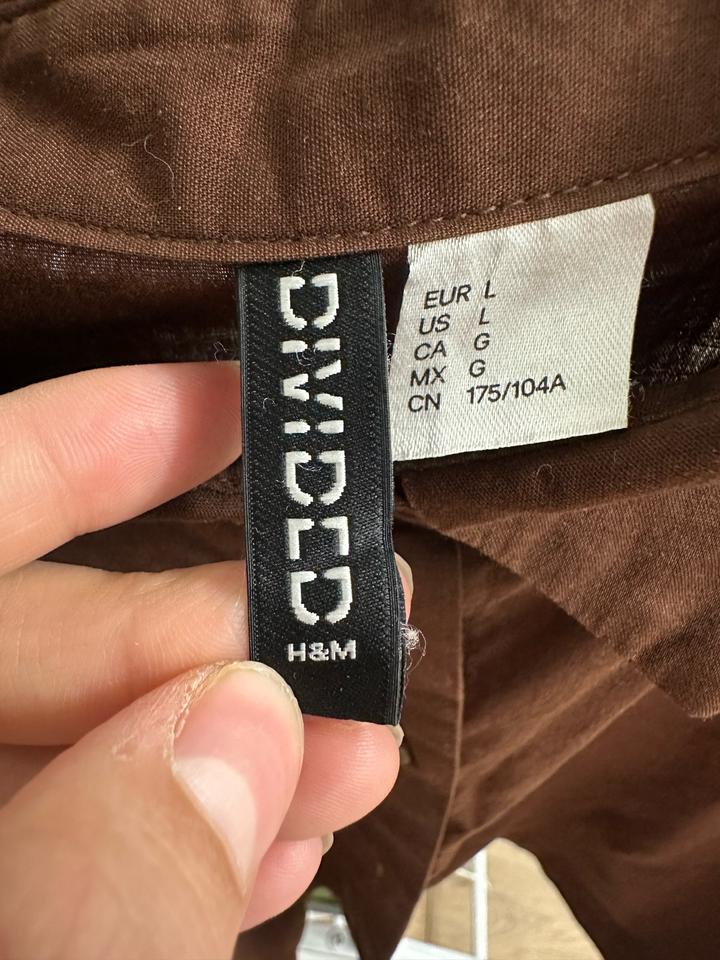 DIVIDED
H&M
EUR L
US L
CA G
MX G
CN 175/104A